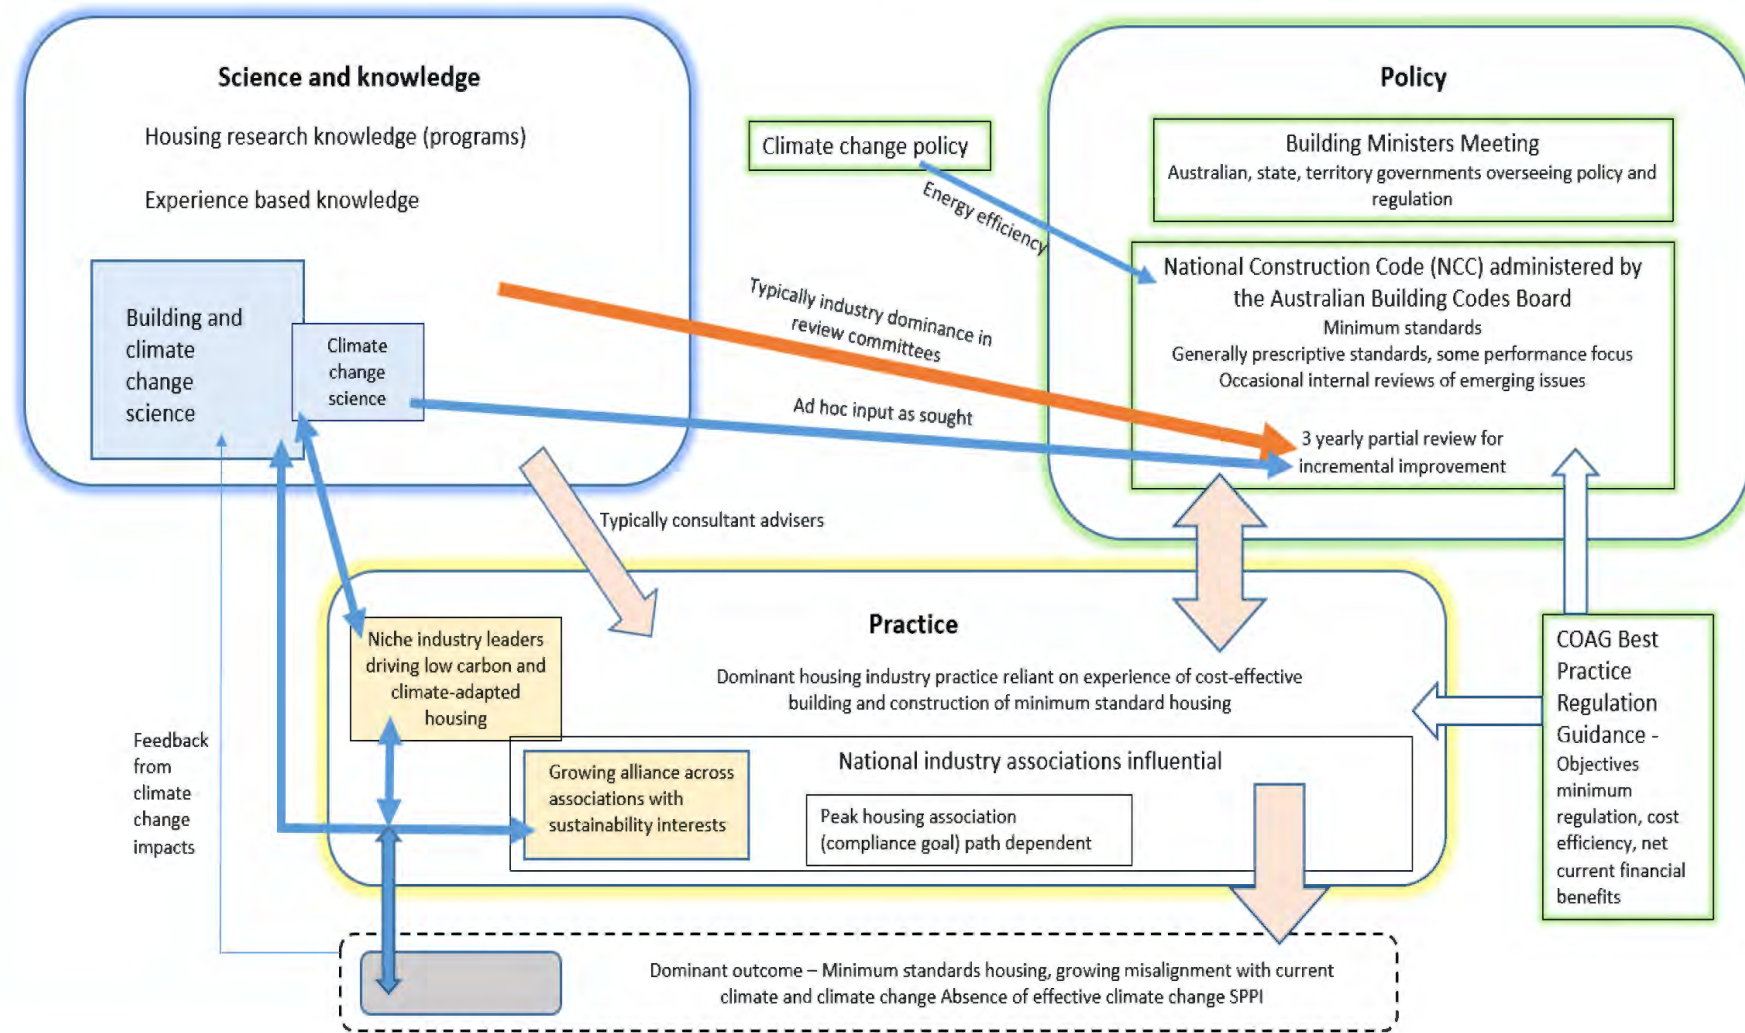 Science and knowledge
Housing research knowledge (programs)
Experience based knowledge
Building and
climate
change
science
Climate
change
science
Climate change policy
Energy efficiency
Typically industry dominance in
review committees
Ad hoc input as sought
Typically consultant advisers
Policy
Building Ministers Meeting
Australian, state, territory governments overseeing policy and
regulation
National Construction Code (NCC) administered by
the Australian Building Codes Board
Minimum standards
Generally prescriptive standards, some performance focus
Occasional internal reviews of emerging issues
3 yearly partial review for
incremental improvement
Practice
Niche industry leaders
driving low carbon and
climate-adapted
housing
Dominant housing industry practice reliant on experience of cost-effective
building and construction of minimum standard housing
National industry associations influential
Growing alliance across
associations with
sustainability interests
Peak housing association
(compliance goal) path dependent
COAG Best
Practice
Regulation
Guidance -
Objectives
minimum
regulation, cost
efficiency, net
current financial
benefits
Feedback
from
climate
change
impacts
Dominant outcome – Minimum standards housing, growing misalignment with current
climate and climate change Absence of effective climate change SPPI